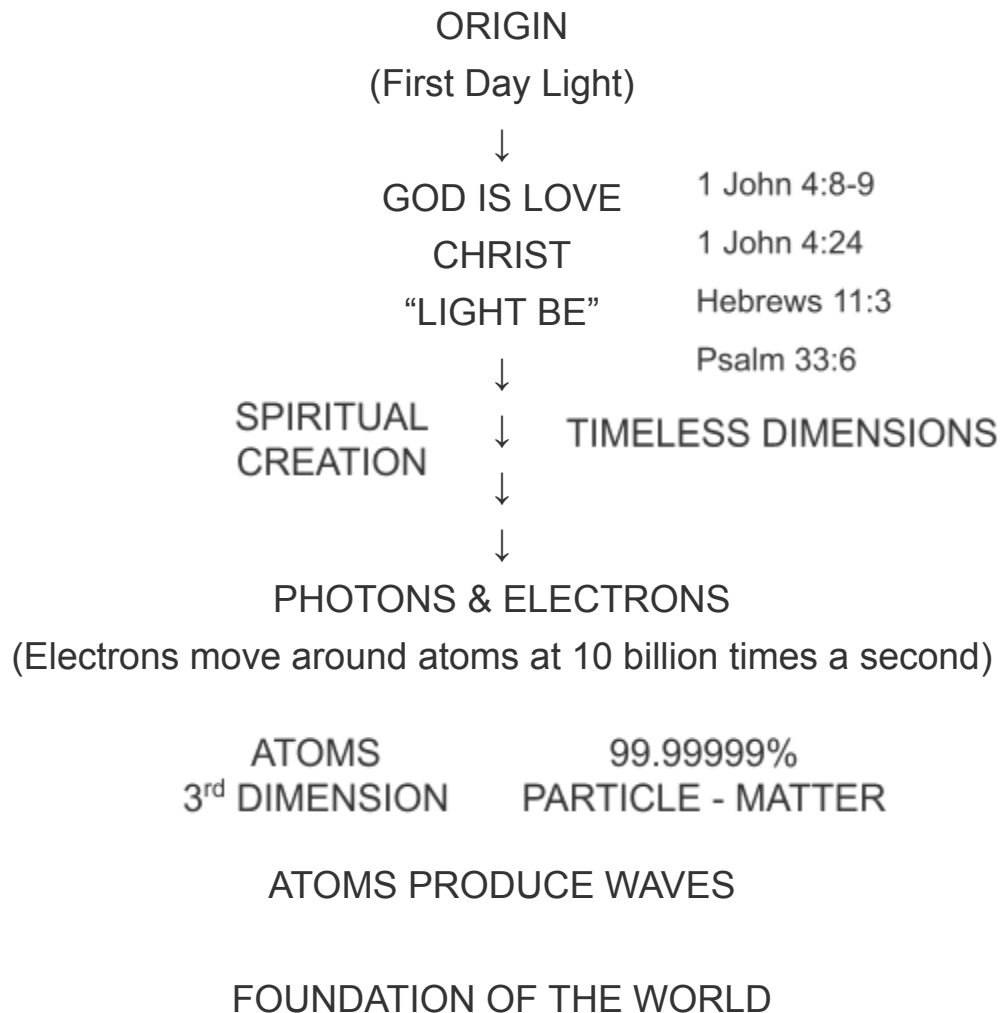 ORIGIN
(First Day Light)
↓
GOD IS LOVE
CHRIST
“LIGHT BE”
1 John 4:8-9
1 John 4:24
Hebrews 11:3
Psalm 33:6
↓
SPIRITUAL
CREATION
↓
TIMELESS DIMENSIONS
↓
↓
PHOTONS & ELECTRONS
(Electrons move around atoms at 10 billion times a second)
ATOMS
3rd DIMENSION
99.99999%
PARTICLE - MATTER
ATOMS PRODUCE WAVES
FOUNDATION OF THE WORLD